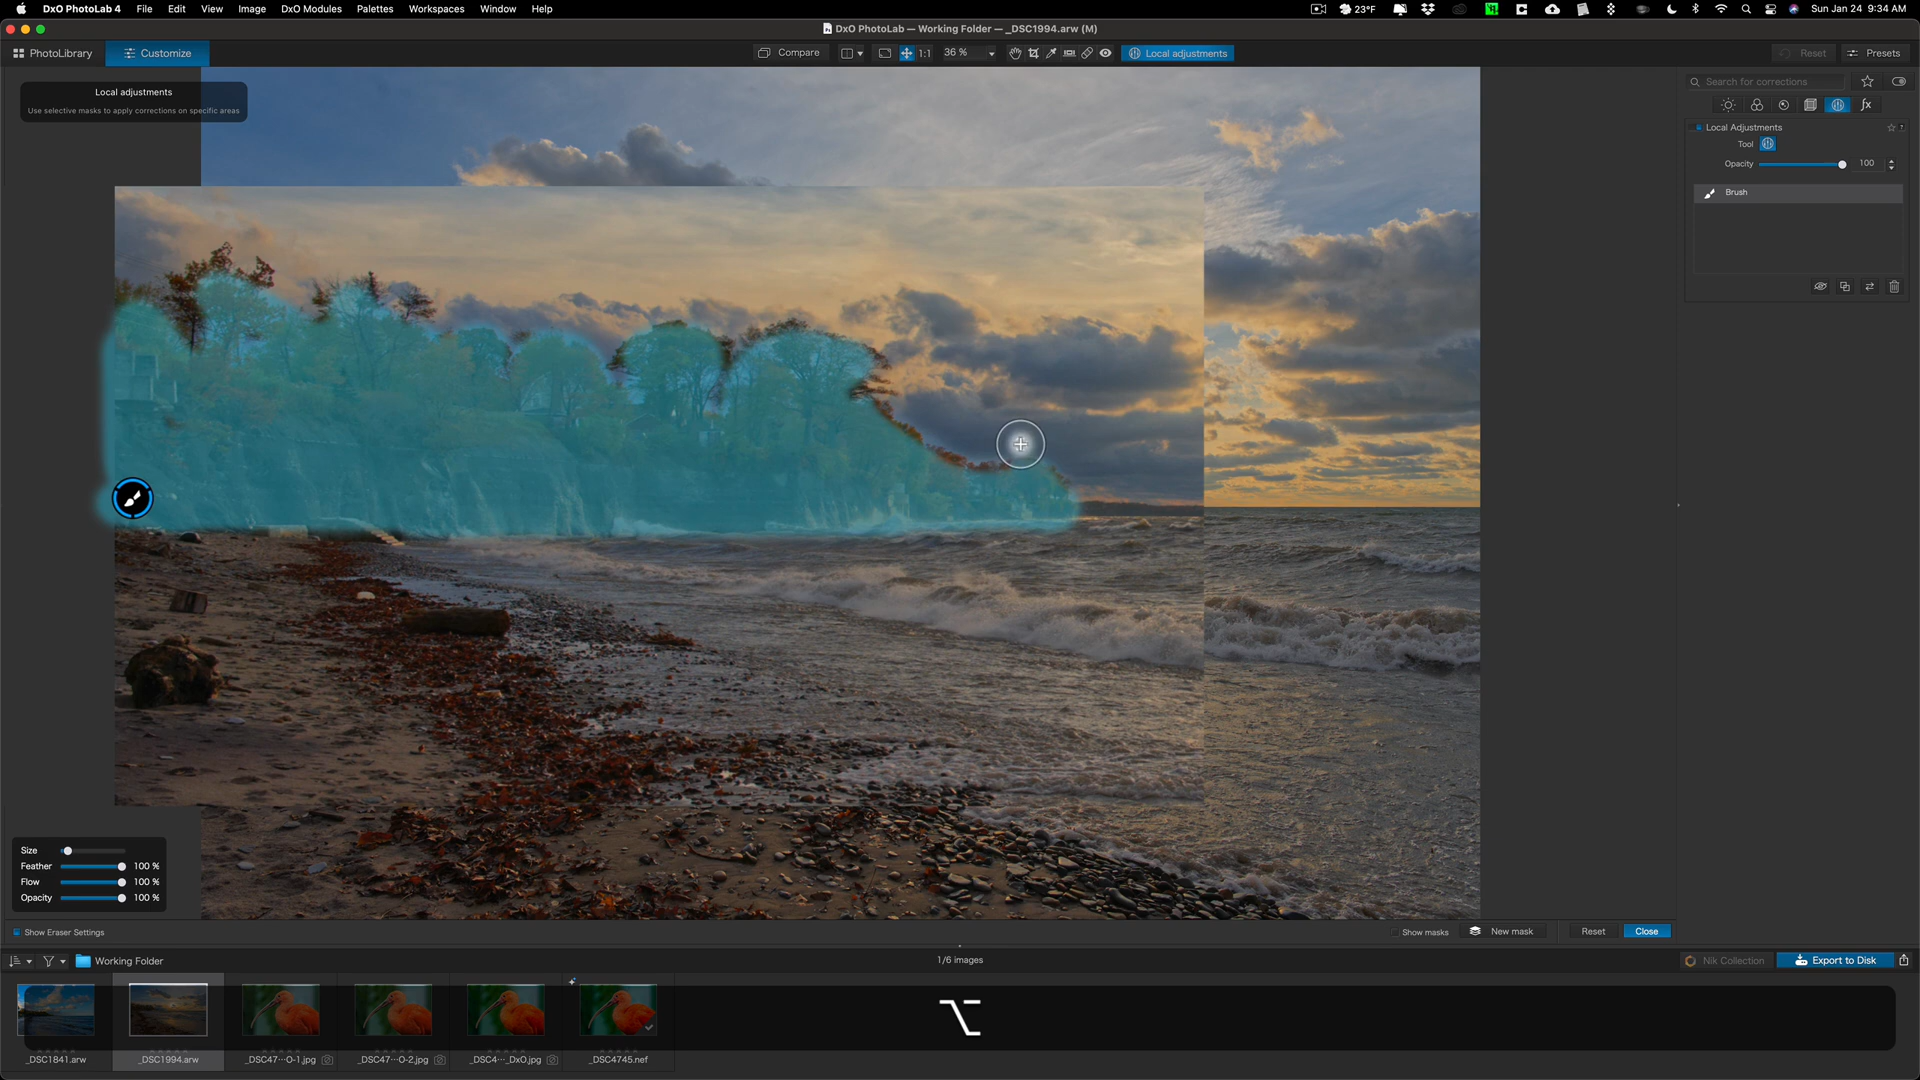 DxO PhotoLab 4 File Edit View Image DxO Modules Palettes Workspaces Window Help 23°F Sun Jan 24 9:34 AM
DxO PhotoLab — Working Folder — _DSC1994.arw (M)
PhotoLibrary Customize Compare 1:1 36 % Local adjustments Reset Presets
Local adjustments
Use selective masks to apply corrections on specific areas
Search for corrections
fx
Local Adjustments
Tool
Opacity 100
Brush
Size
Feather 100 %
Flow 100 %
Opacity 100 %
Show Eraser Settings Show masks New mask Reset Close
Working Folder 1/6 images Nik Collection Export to Disk
⌥
_DSC1841.arw _DSC1994.arw _DSC47···O-1.jpg _DSC47···O-2.jpg _DSC4···_DxO.jpg _DSC4745.nef